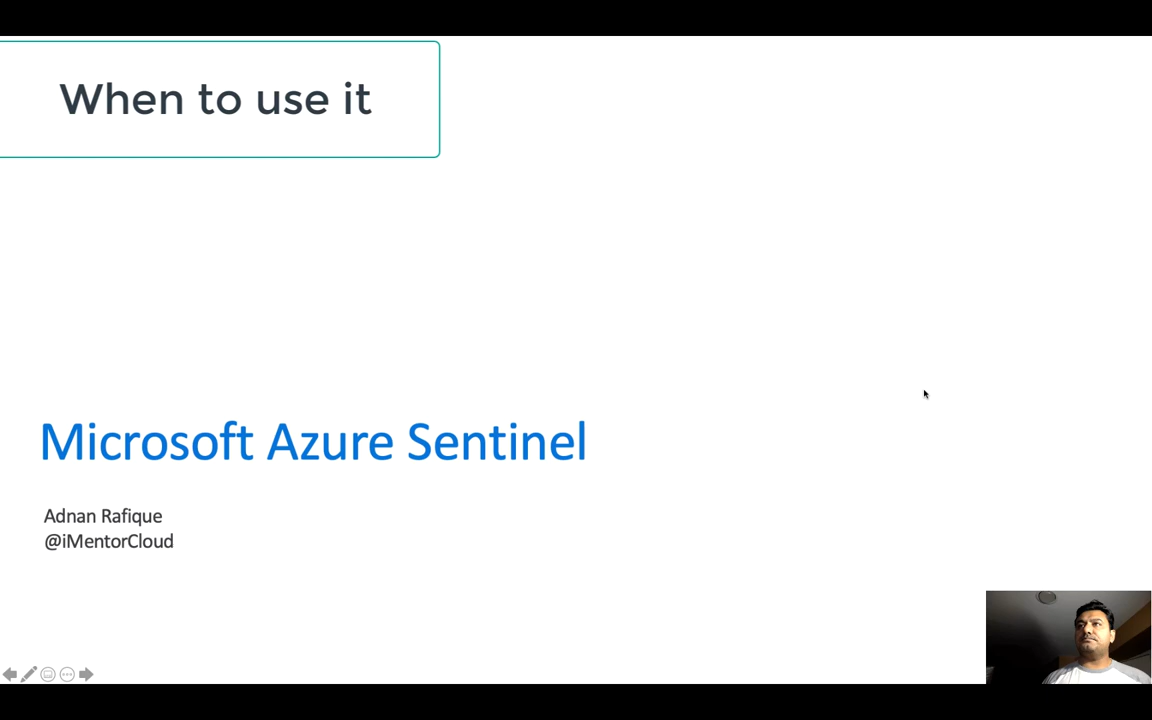 When to use it
Microsoft Azure Sentinel
Adnan Rafique
@iMentorCloud